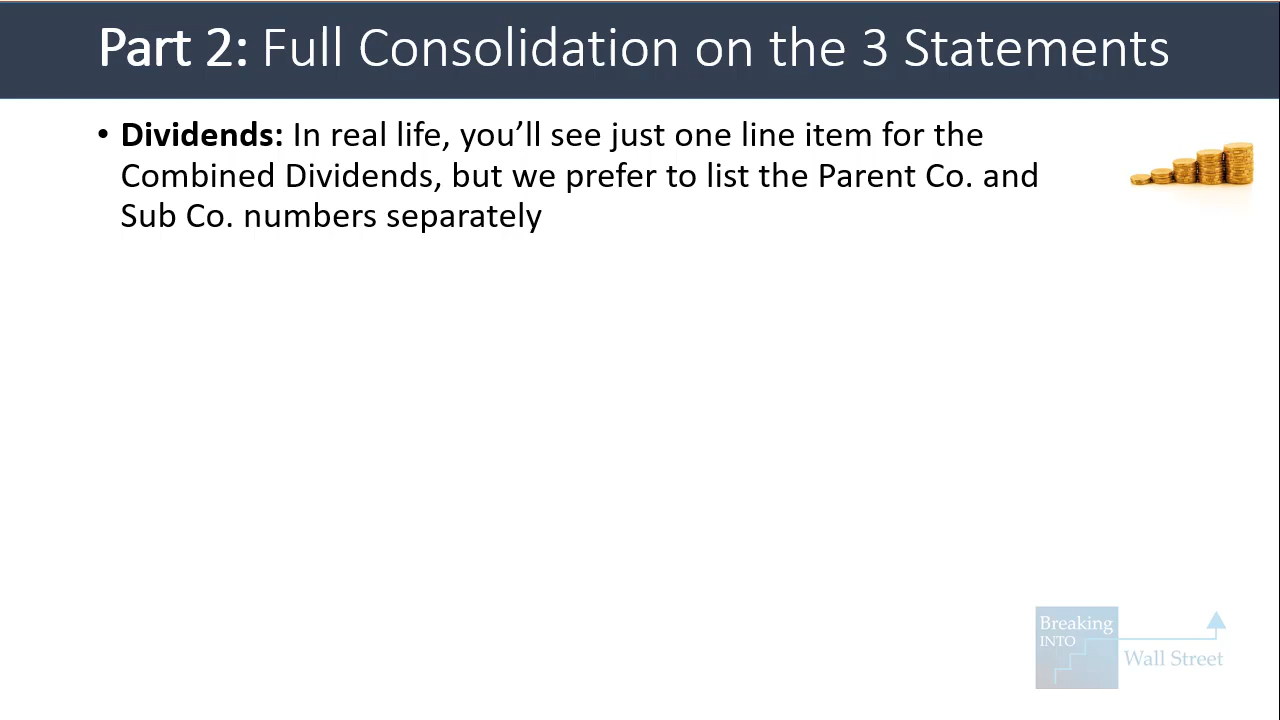 Part 2: Full Consolidation on the 3 Statements
• Dividends: In real life, you’ll see just one line item for the
Combined Dividends, but we prefer to list the Parent Co. and
Sub Co. numbers separately
Breaking
INTO
Wall Street